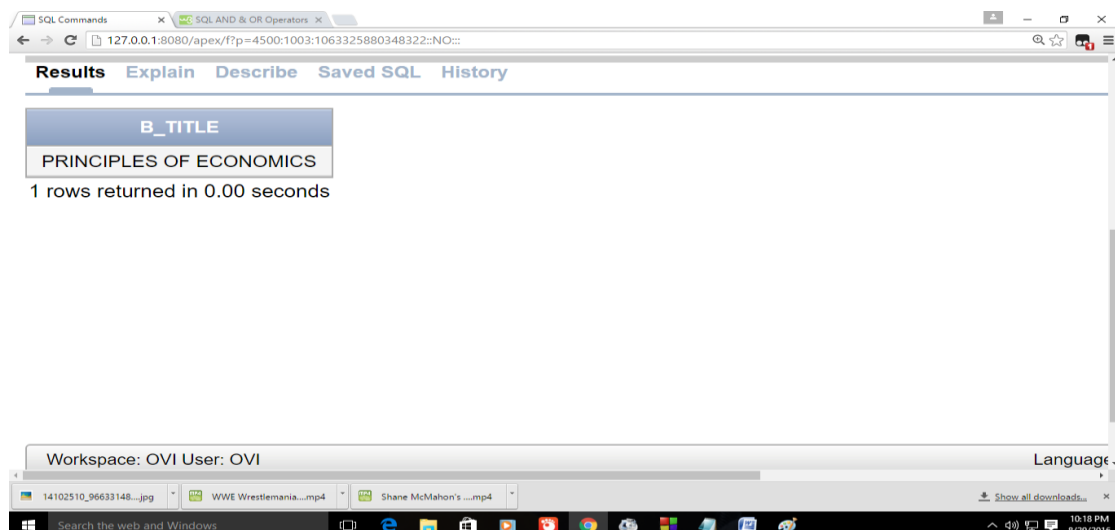 SQL Commands SQL AND & OR Operators
127.0.0.1:8080/apex/f?p=4500:1003:1063325880348322::NO:::
Results Explain Describe Saved SQL History
B_TITLE
PRINCIPLES OF ECONOMICS
1 rows returned in 0.00 seconds
Workspace: OVI User: OVI Language
14102510_96633148....jpg WWE Wrestlemania....mp4 Shane McMahon's ....mp4 Show all downloads...
Search the web and Windows 10:18 PM